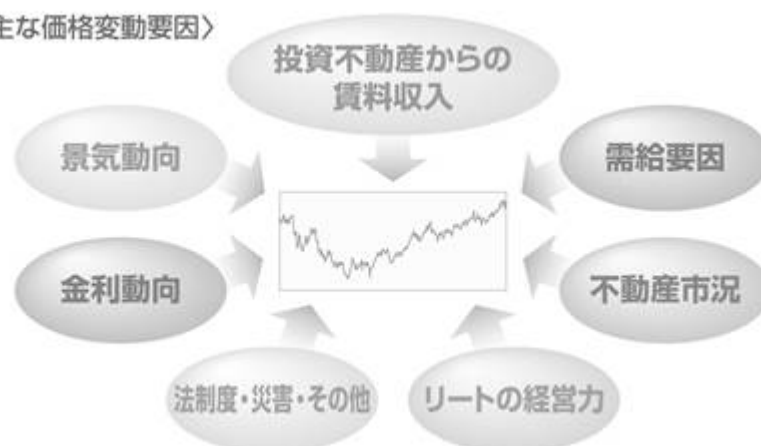 主な価格変動要因〉
投資不動産からの
賃料収入
景気動向
需給要因
金利動向
不動産市況
法制度・災害・その他
リートの経営力